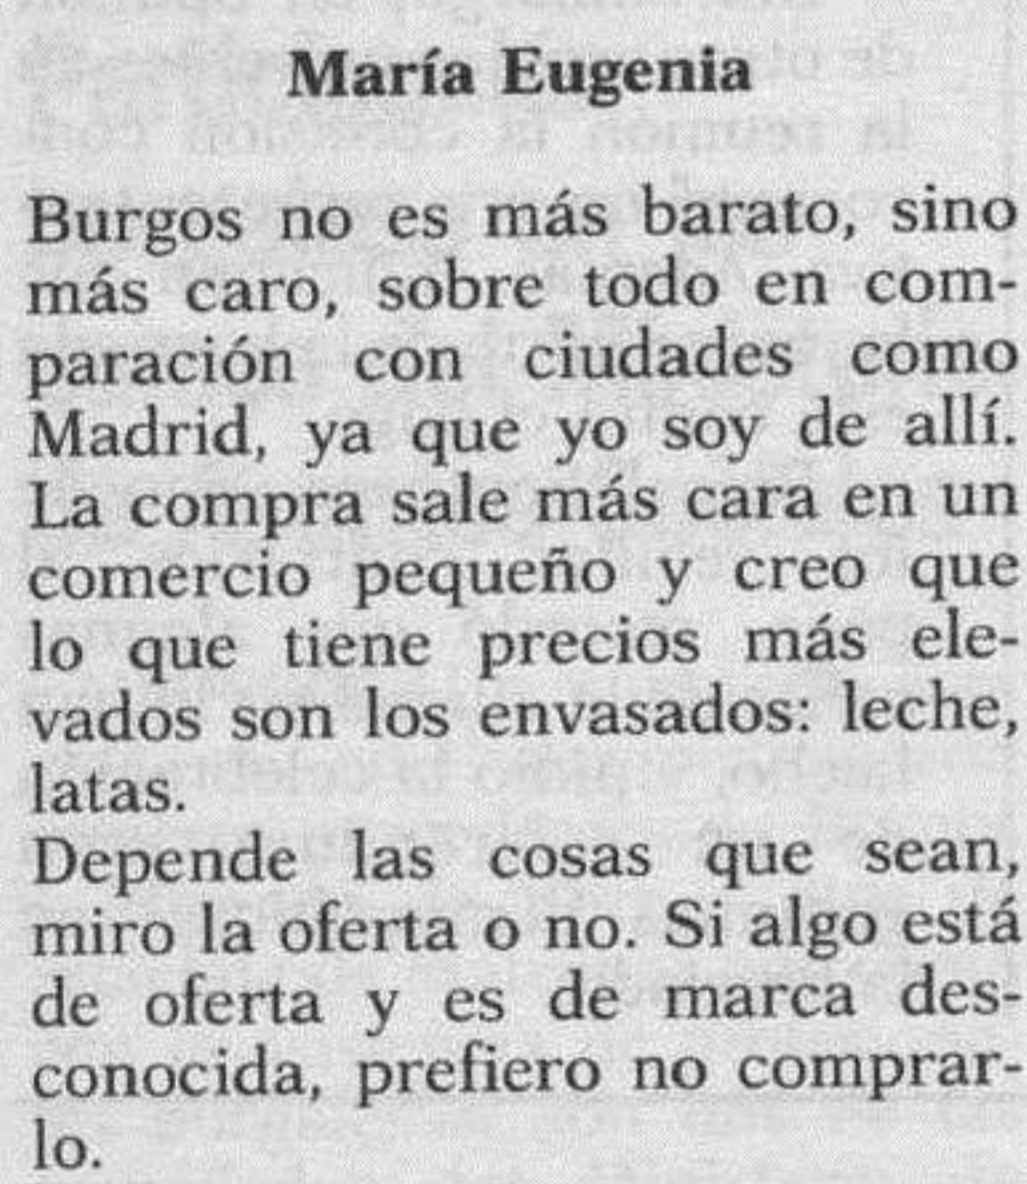 María Eugenia
Burgos no es más barato, sino
más caro, sobre todo en com-
paración con ciudades como
Madrid, ya que yo soy de allí.
La compra sale más cara en un
comercio pequeño y creo que
lo que tiene precios más ele-
vados son los envasados: leche,
latas.
Depende las cosas que sean,
miro la oferta o no. Si algo está
de oferta y es de marca des-
conocida, prefiero no comprar-
lo.